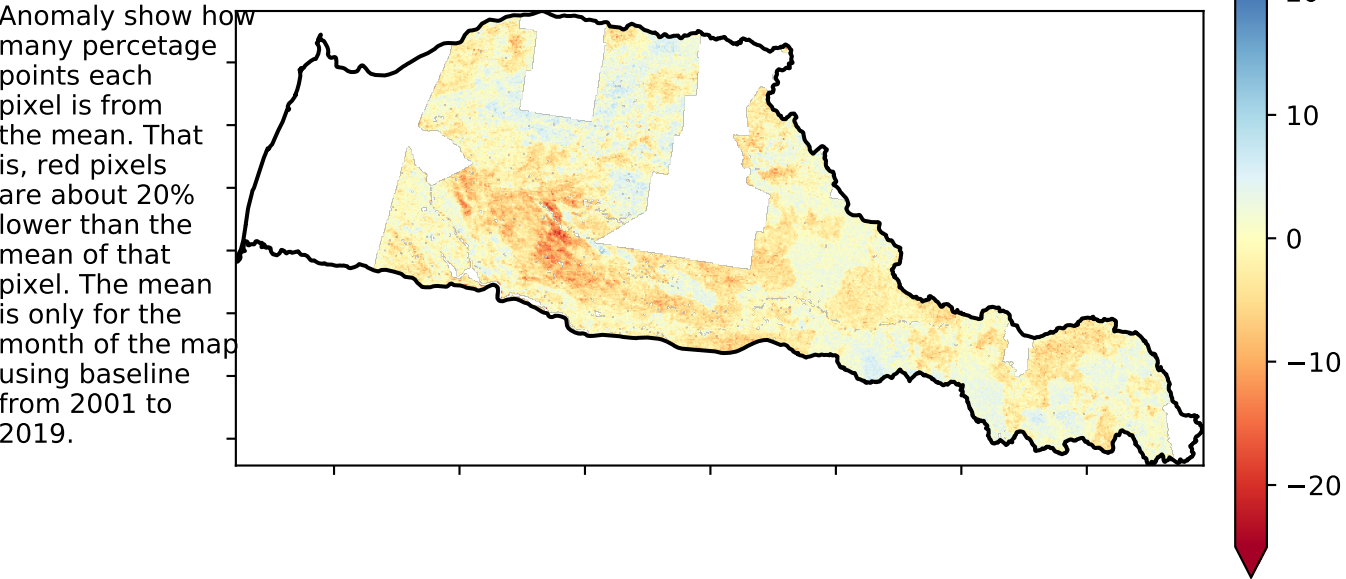 Anomaly show how
many percetage
points each
pixel is from
the mean. That
is, red pixels
are about 20%
lower than the
mean of that
pixel. The mean
is only for the
month of the map
using baseline
from 2001 to
2019.
10
0
−10
−20